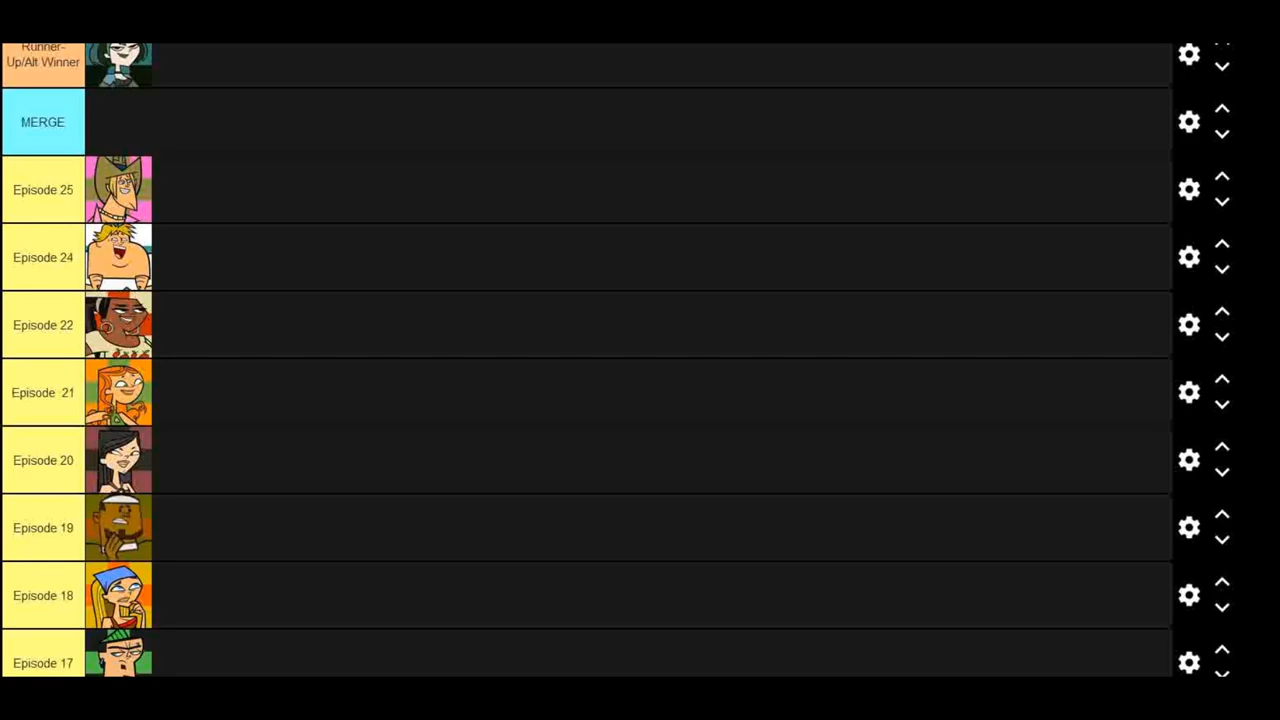 Runner-
Up/Alt Winner
MERGE
Episode 25
Episode 24
Episode 22
Episode 21
Episode 20
Episode 19
Episode 18
Episode 17